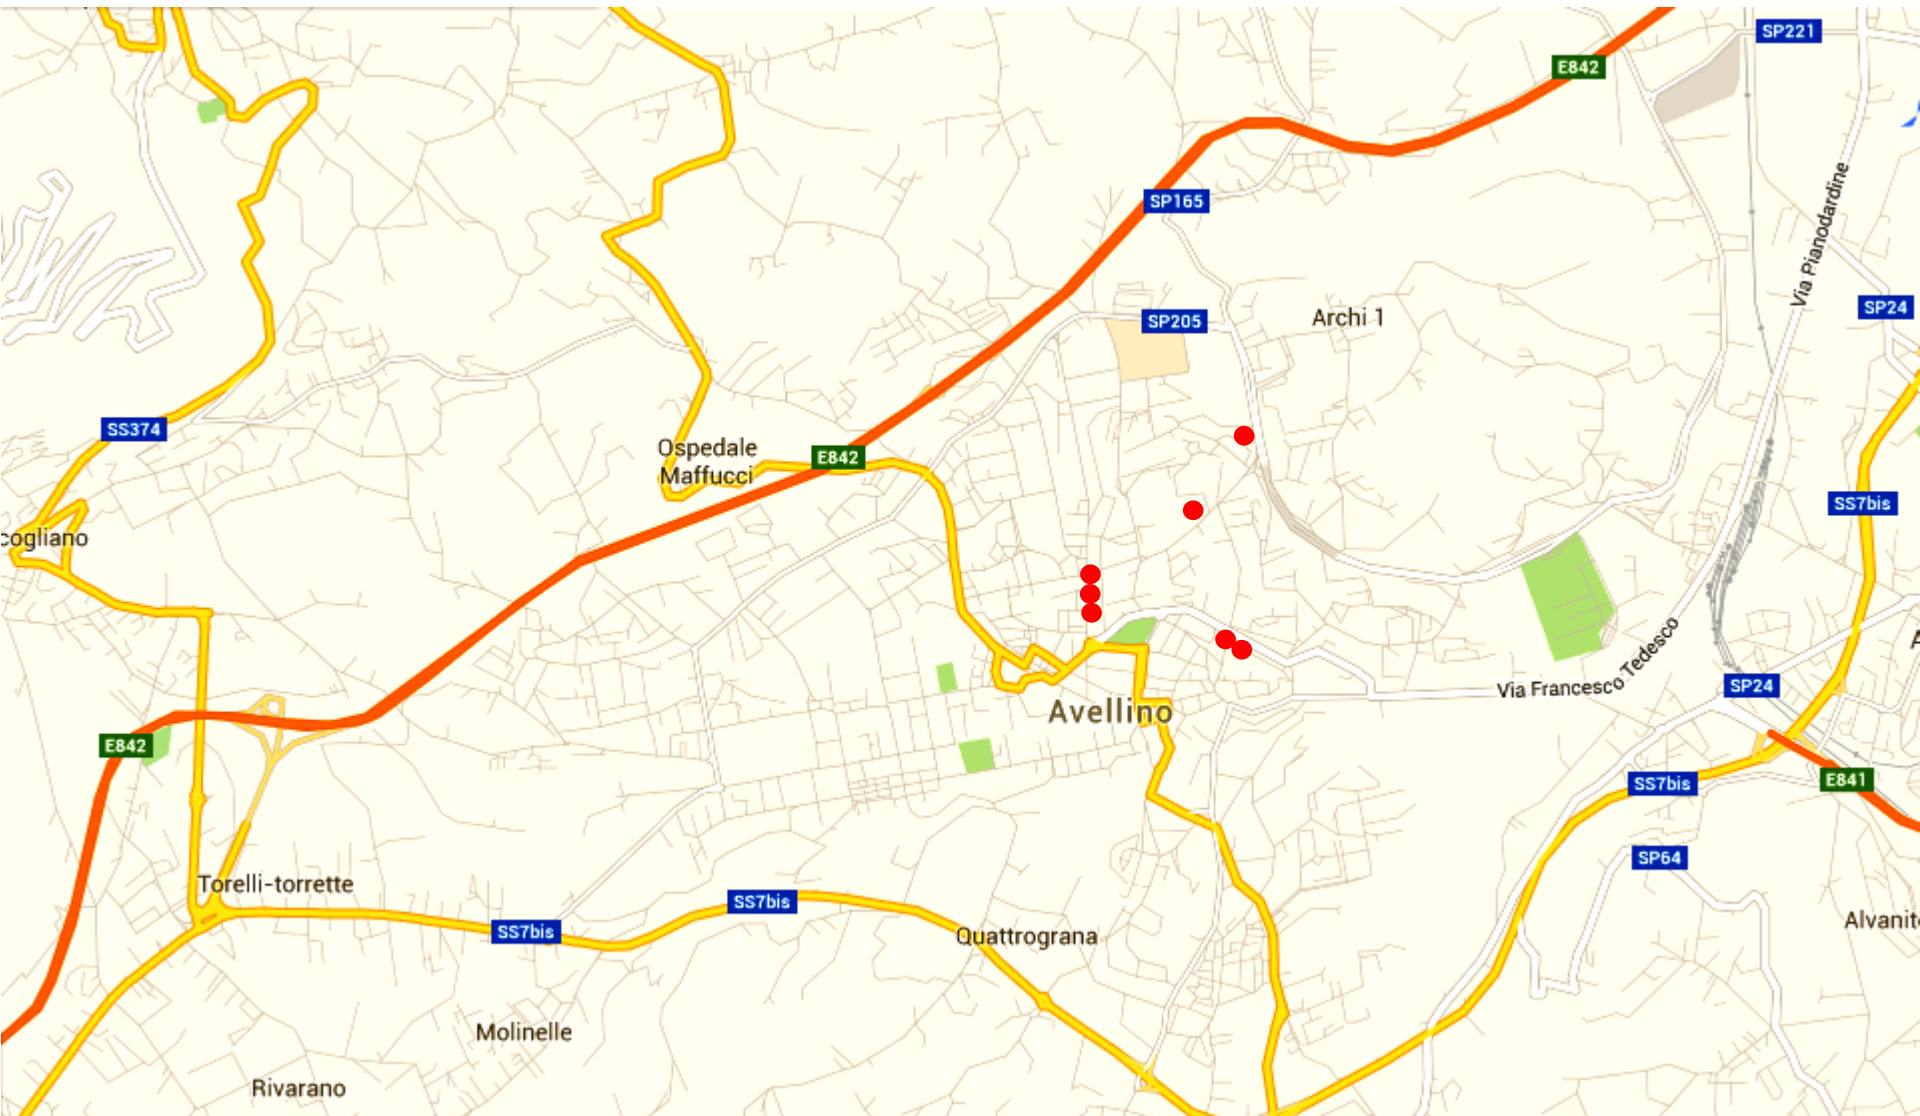 SP221
E842
Via Pianodardine
SP165
SP24
SP205
Archi 1
SS374
Ospedale
Maffucci
E842
SS7bis
cogliano
Via Francesco Tedesco
SP24
Avellino
E842
E841
SS7bis
SP64
Torelli-torrette
SS7bis
SS7bis
Quattrograna
Alvanit
Molinelle
Rivarano